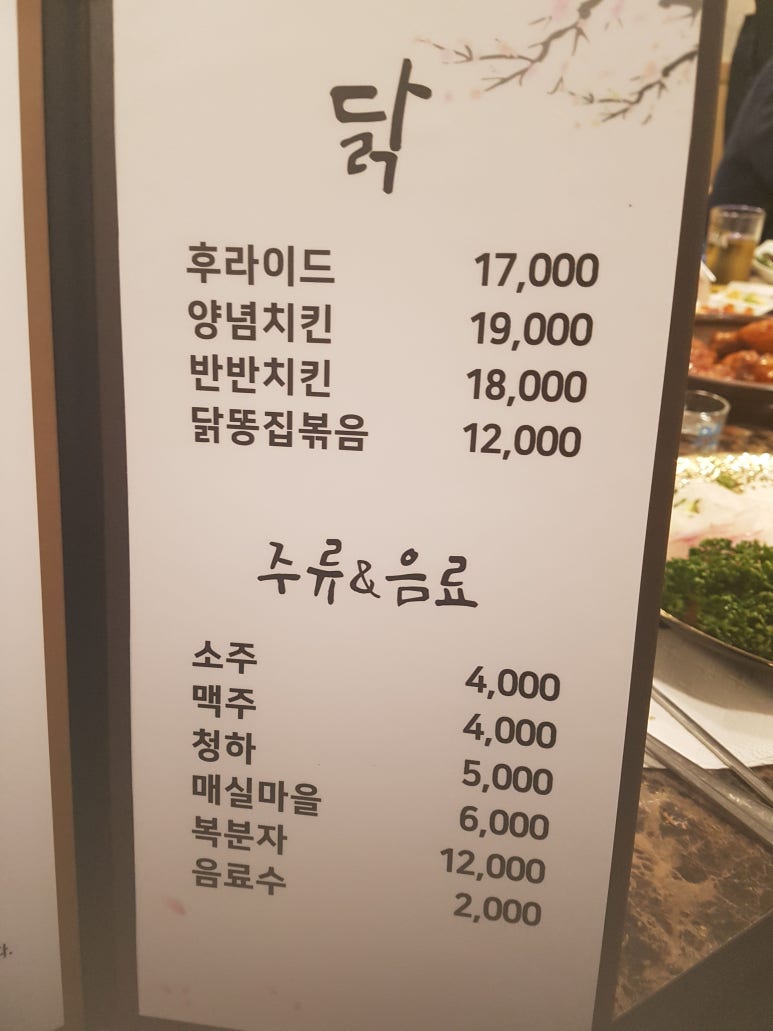 닭
후라이드 17,000
양념치킨 19,000
반반치킨 18,000
닭똥집볶음 12,000
주류&음료
소주 4,000
맥주 4,000
청하 5,000
매실마을 6,000
복분자 12,000
음료수 2,000